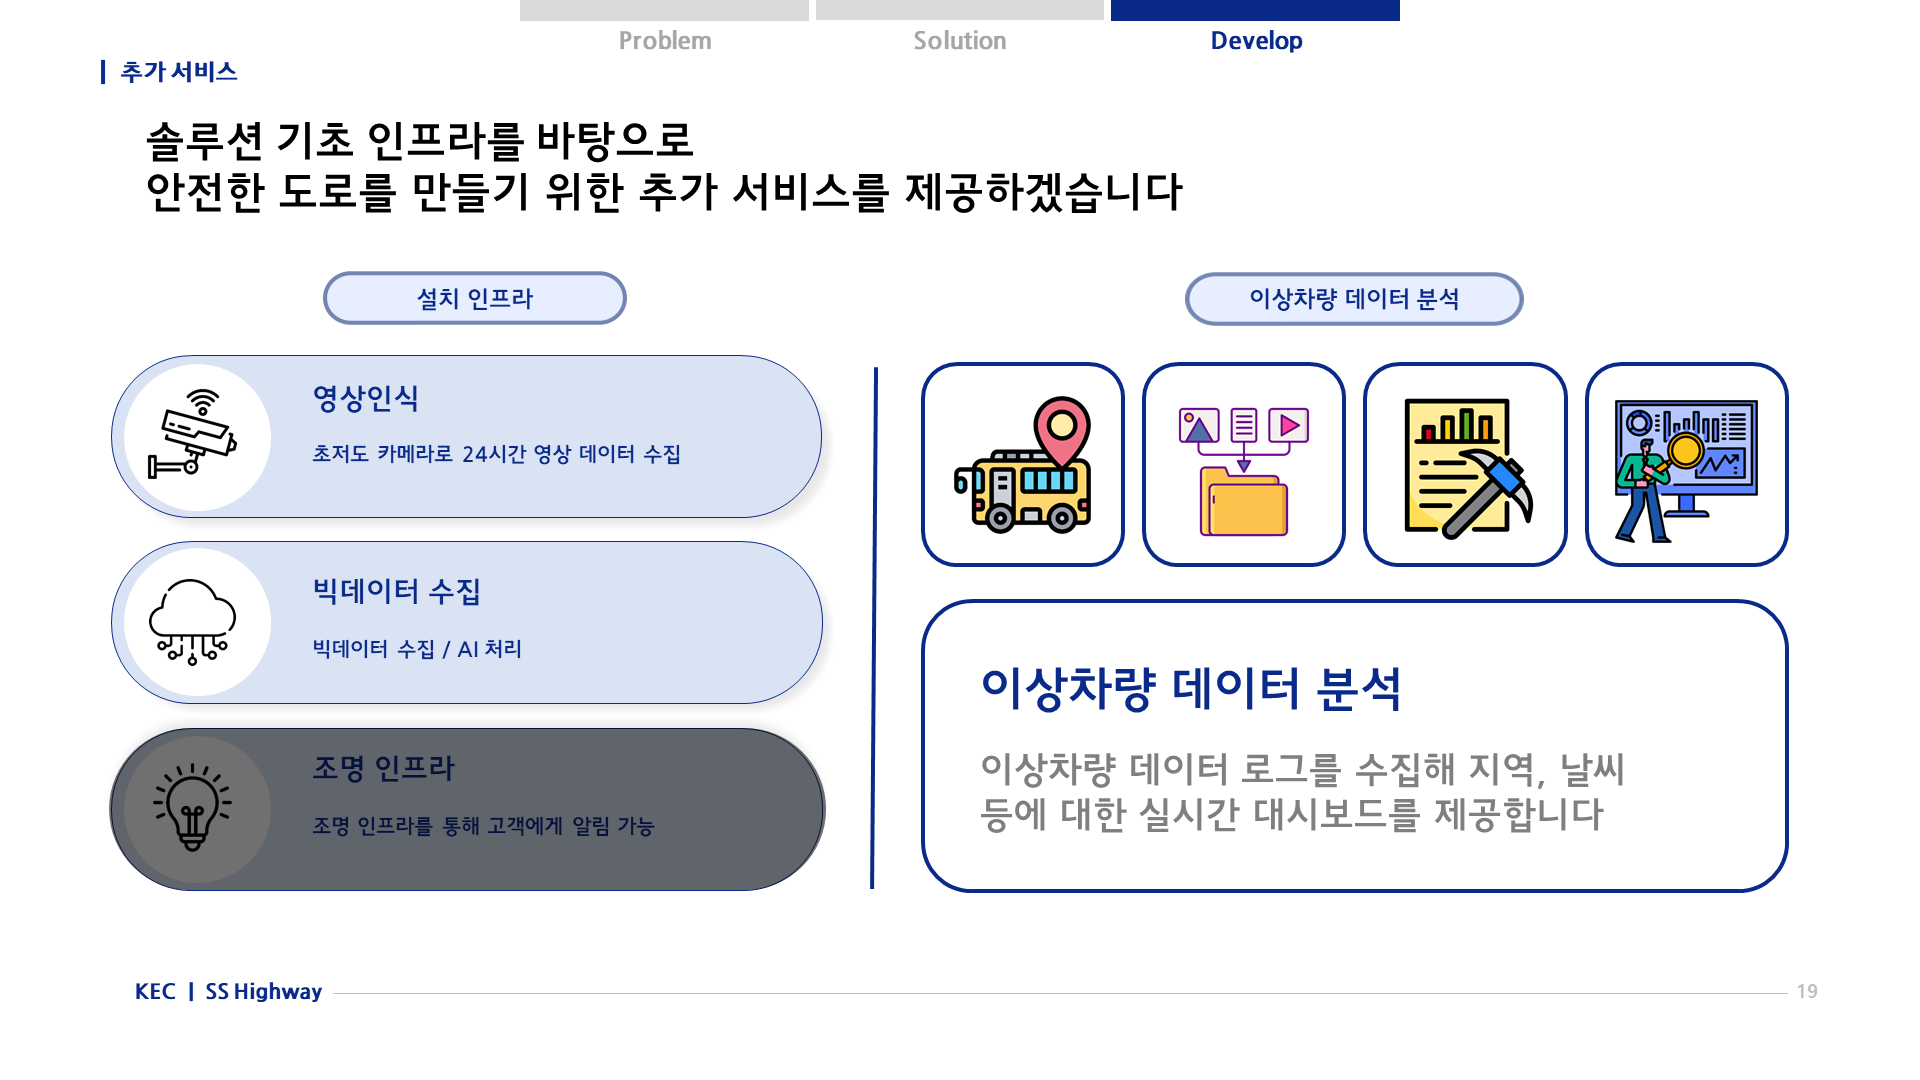 Problem
Solution
Develop
추가 서비스
솔루션 기초 인프라를 바탕으로
안전한 도로를 만들기 위한 추가 서비스를 제공하겠습니다
설치 인프라
영상인식
초저도 카메라로 24시간 영상 데이터 수집
빅데이터 수집
빅데이터 수집 / AI 처리
조명 인프라
조명 인프라를 통해 고객에게 알림 가능
이상차량 데이터 분석
이상차량 데이터 분석
이상차량 데이터 로그를 수집해 지역, 날씨
등에 대한 실시간 대시보드를 제공합니다
KEC | SS Highway
19